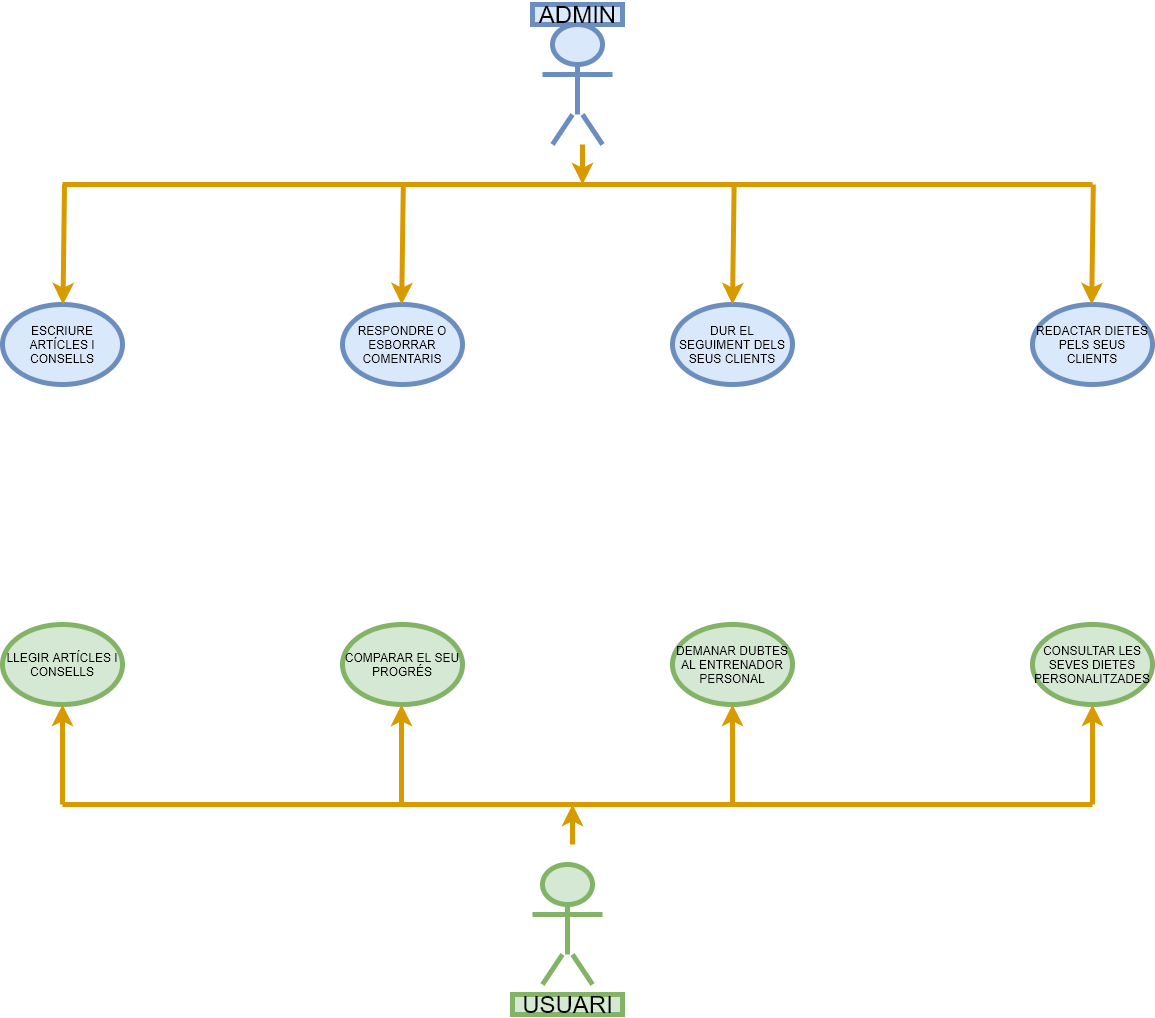 ADMIN
ESCRIURE
ARTÍCLES I
CONSELLS
RESPONDRE O
ESBORRAR
COMENTARIS
DUR EL
SEGUIMENT DELS
SEUS CLIENTS
REDACTAR DIETES
PELS SEUS
CLIENTS
LLEGIR ARTÍCLES I
CONSELLS
COMPARAR EL SEU
PROGRÉS
DEMANAR DUBTES
AL ENTRENADOR
PERSONAL
CONSULTAR LES
SEVES DIETES
PERSONALITZADES
USUARI